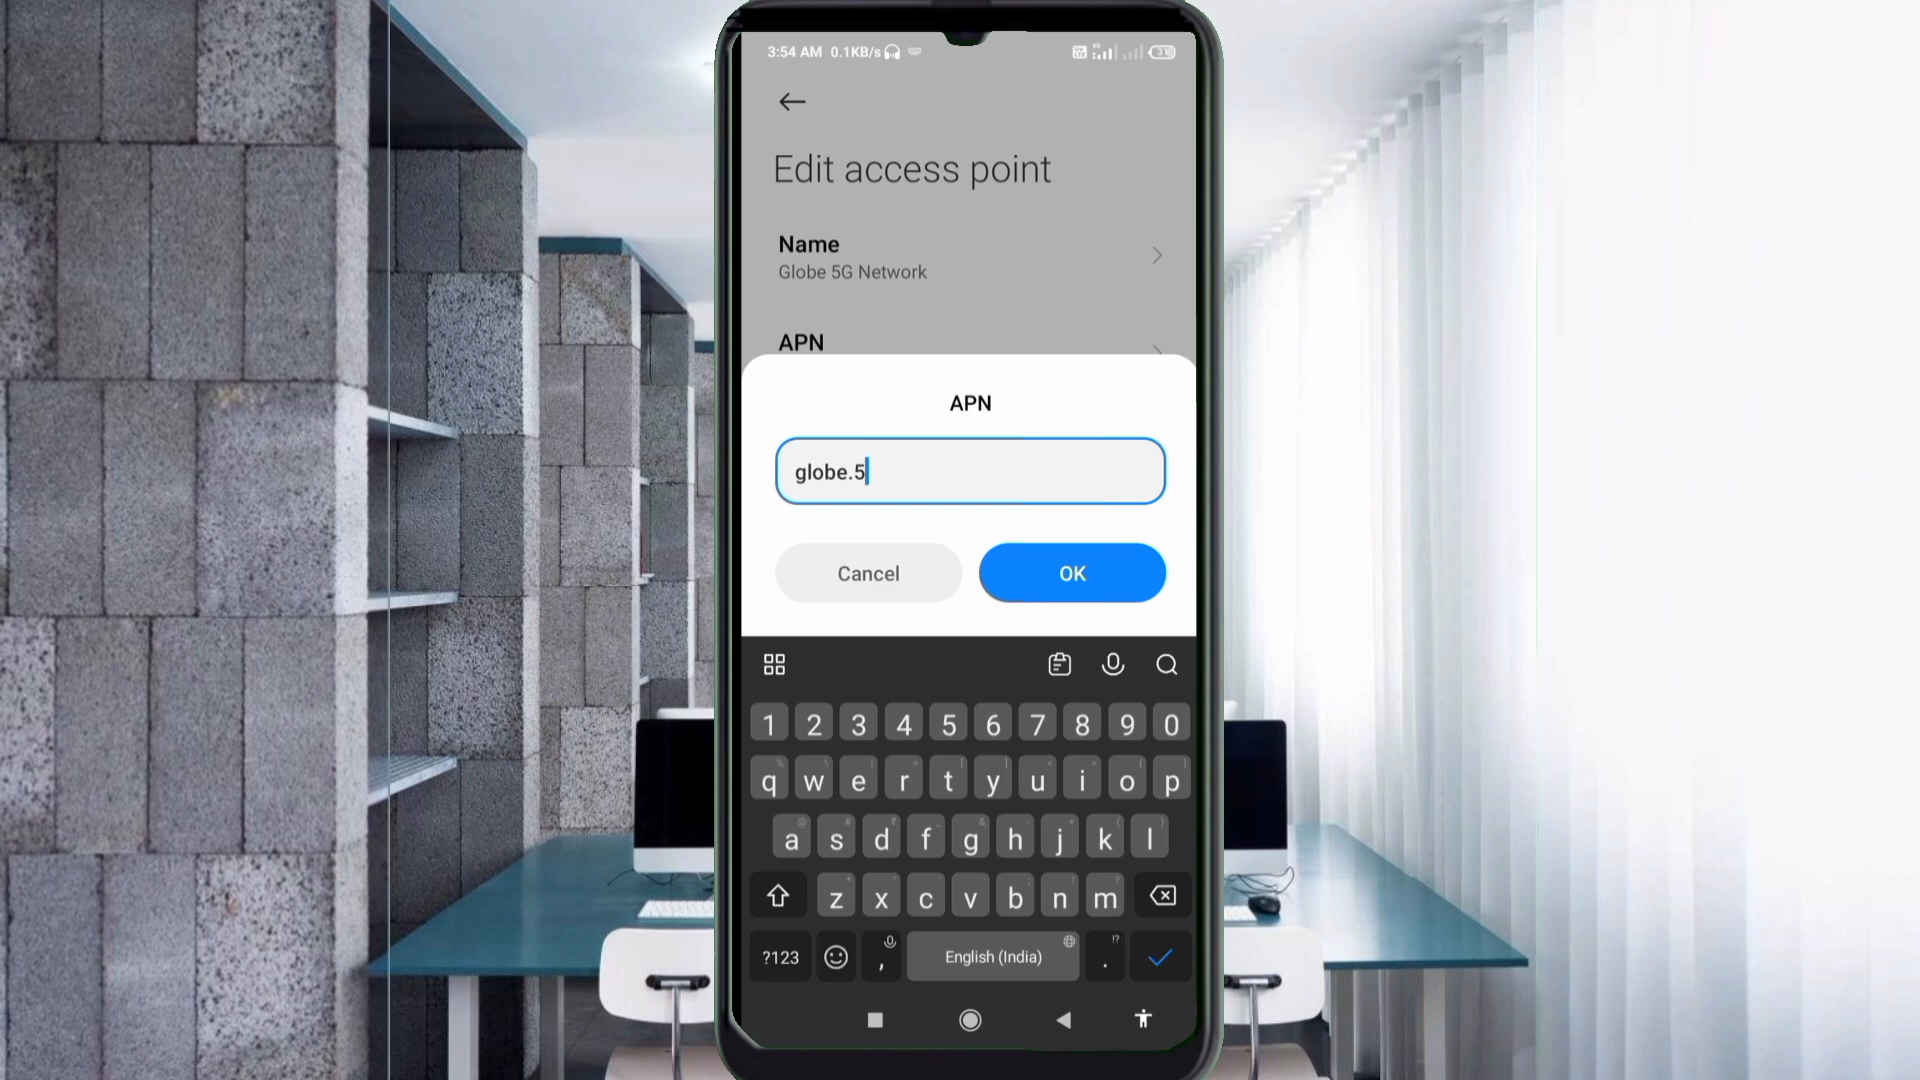 3:54 AM 0.1KB/s
Edit access point
Name
Globe 5G Network
APN
APN
globe.5
Cancel
OK
1 2 3 4 5 6 7 8 9 0
q w e r t y u i o p
a s d f g h j k l
z x c v b n m
?123 , English (India) . !?